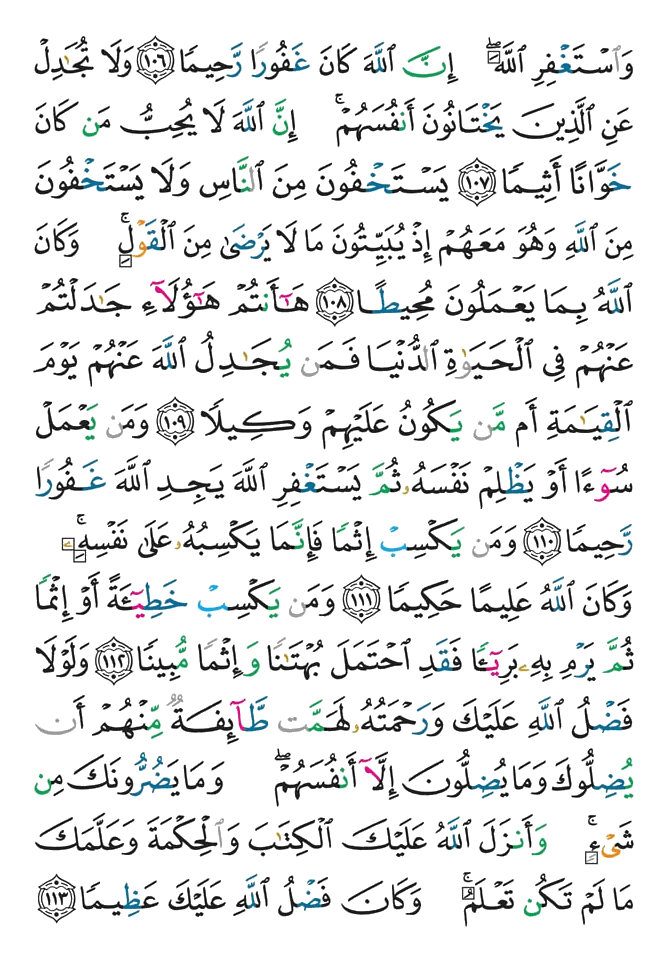 وَٱسْتَغْفِرِ ٱللَّهَ ۖ إِنَّ ٱللَّهَ كَانَ غَفُورًا رَّحِيمًا ١٠٦ وَلَا تُجَٰدِلْ
عَنِ ٱلَّذِينَ يَخْتَانُونَ أَنفُسَهُمْ ۚ إِنَّ ٱللَّهَ لَا يُحِبُّ مَن كَانَ
خَوَّانًا أَثِيمًا ١٠٧ يَسْتَخْفُونَ مِنَ ٱلنَّاسِ وَلَا يَسْتَخْفُونَ
مِنَ ٱللَّهِ وَهُوَ مَعَهُمْ إِذْ يُبَيِّتُونَ مَا لَا يَرْضَىٰ مِنَ ٱلْقَوْلِ ۚ وَكَانَ
ٱللَّهُ بِمَا يَعْمَلُونَ مُحِيطًا ١٠٨ هَٰٓأَنتُمْ هَٰٓؤُلَآءِ جَٰدَلْتُمْ
عَنْهُمْ فِى ٱلْحَيَوٰةِ ٱلدُّنْيَا فَمَن يُجَٰدِلُ ٱللَّهَ عَنْهُمْ يَوْمَ
ٱلْقِيَٰمَةِ أَم مَّن يَكُونُ عَلَيْهِمْ وَكِيلًا ١٠٩ وَمَن يَعْمَلْ
سُوٓءًا أَوْ يَظْلِمْ نَفْسَهُۥ ثُمَّ يَسْتَغْفِرِ ٱللَّهَ يَجِدِ ٱللَّهَ غَفُورًا
رَّحِيمًا ١١٠ وَمَن يَكْسِبْ إِثْمًا فَإِنَّمَا يَكْسِبُهُۥ عَلَىٰ نَفْسِهِۦ ۚ
وَكَانَ ٱللَّهُ عَلِيمًا حَكِيمًا ١١١ وَمَن يَكْسِبْ خَطِيٓـَٔةً أَوْ إِثْمًا
ثُمَّ يَرْمِ بِهِۦ بَرِيٓـًٔا فَقَدِ ٱحْتَمَلَ بُهْتَٰنًا وَإِثْمًا مُّبِينًا ١١٢ وَلَوْلَا
فَضْلُ ٱللَّهِ عَلَيْكَ وَرَحْمَتُهُۥ لَهَمَّت طَّآئِفَةٌ مِّنْهُمْ أَن
يُضِلُّوكَ وَمَا يُضِلُّونَ إِلَّآ أَنفُسَهُمْ ۖ وَمَا يَضُرُّونَكَ مِن
شَىْءٍ ۚ وَأَنزَلَ ٱللَّهُ عَلَيْكَ ٱلْكِتَٰبَ وَٱلْحِكْمَةَ وَعَلَّمَكَ
مَا لَمْ تَكُن تَعْلَمُ ۚ وَكَانَ فَضْلُ ٱللَّهِ عَلَيْكَ عَظِيمًا ١١٣